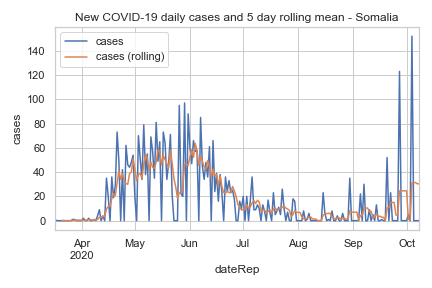 New COVID-19 daily cases and 5 day rolling mean - Somalia
cases
cases (rolling)
cases
140
120
100
80
60
40
20
0
Apr May Jun Jul Aug Sep Oct
2020
dateRep